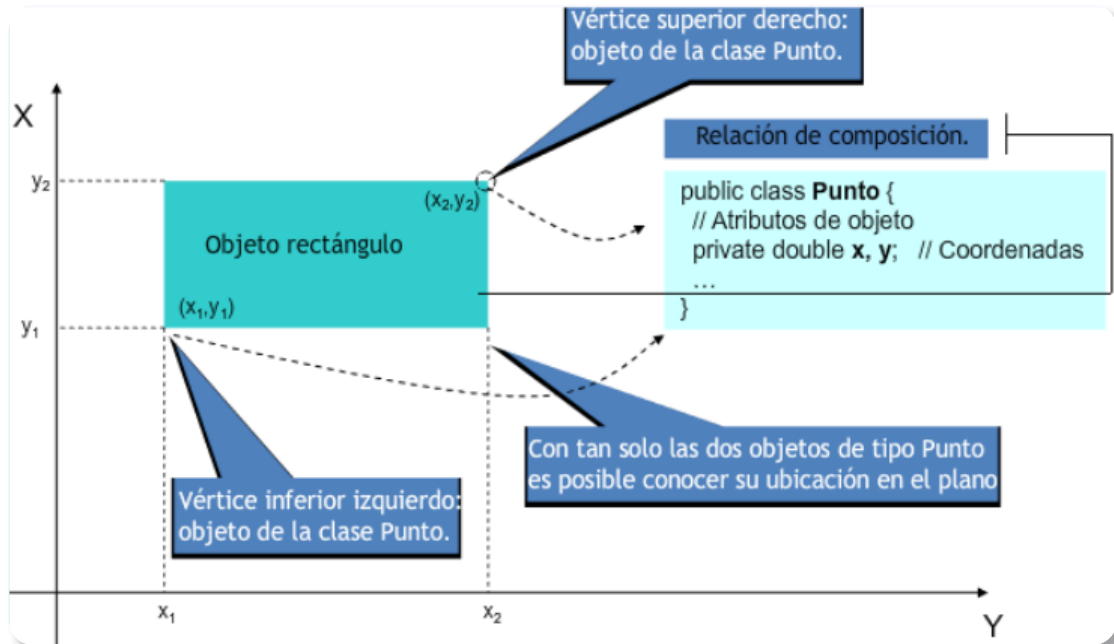 Vértice superior derecho:
objeto de la clase Punto.
X
Relación de composición.
y2
(x2,y2)
public class Punto {
// Atributos de objeto
private double x, y; // Coordenadas
...
}
Objeto rectángulo
(x1,y1)
y1
Con tan solo las dos objetos de tipo Punto
es posible conocer su ubicación en el plano
Vértice inferior izquierdo:
objeto de la clase Punto.
x1
x2
Y